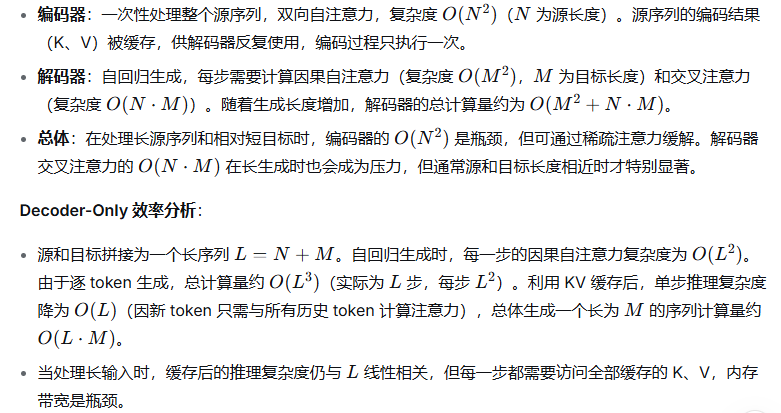 • 编码器：一次性处理整个源序列，双向自注意力，复杂度 O(N²)（N 为源长度）。源序列的编码结果
（K、V）被缓存，供解码器反复使用，编码过程只执行一次。
• 解码器：自回归生成，每步需要计算因果自注意力（复杂度 O(M²)，M 为目标长度）和交叉注意力
（复杂度 O(N · M)）。随着生成长度增加，解码器的总计算量约为 O(M² + N · M)。
• 总体：在处理长源序列和相对短目标时，编码器的 O(N²) 是瓶颈，但可通过稀疏注意力缓解。解码器
交叉注意力的 O(N · M) 在长生成时也会成为压力，但通常源和目标长度相近时才特别显著。
Decoder-Only 效率分析：
• 源和目标拼接为一个长序列 L = N + M。自回归生成时，每一步的因果自注意力复杂度为 O(L²)。
由于逐 token 生成，总计算量约 O(L³)（实际为 L 步，每步 L²）。利用 KV 缓存后，单步推理复杂度
降为 O(L)（因新 token 只需与所有历史 token 计算注意力），总体生成一个长为 M 的序列计算量约
O(L · M)。
• 当处理长输入时，缓存后的推理复杂度仍与 L 线性相关，但每一步都需要访问全部缓存的 K、V，内存
带宽是瓶颈。